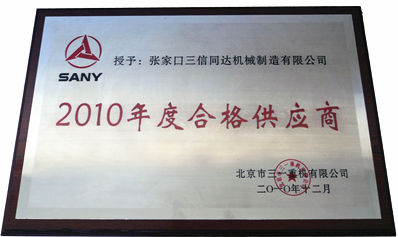 授予：张家口三信同达机械制造有限公司
SANY
2010年度合格供应商
北京市三一重机有限公司
二〇一〇年十二月